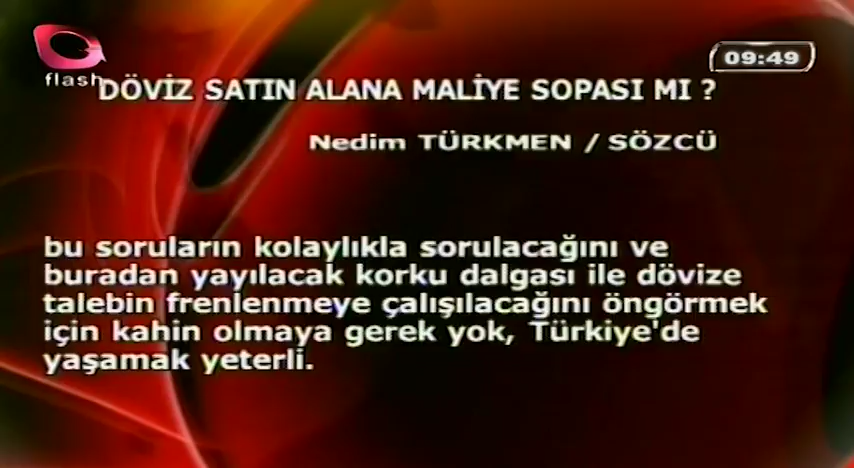 flash
09:49
DÖVİZ SATIN ALANA MALİYE SOPASI MI ?
Nedim TÜRKMEN / SÖZCÜ
bu soruların kolaylıkla sorulacağını ve
buradan yayılacak korku dalgası ile dövize
talebin frenlenmeye çalışılacağını öngörmek
için kahin olmaya gerek yok, Türkiye'de
yaşamak yeterli.